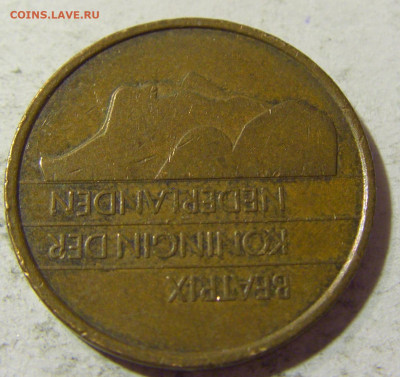 COINS.LAVE.RU
BEATRIX
KONINGIN DER
NEDERLANDEN